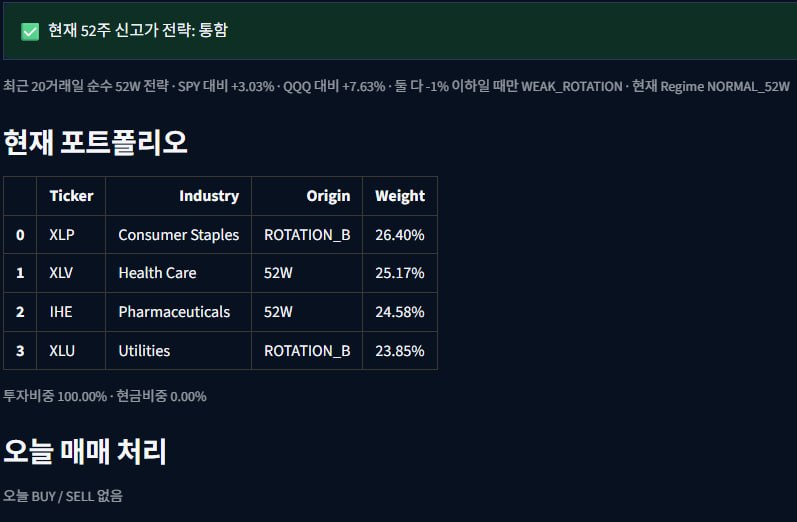 ✅ 현재 52주 신고가 전략: 통함
최근 20거래일 순수 52W 전략 · SPY 대비 +3.03% · QQQ 대비 +7.63% · 둘 다 -1% 이하일 때만 WEAK_ROTATION · 현재 Regime NORMAL_52W
현재 포트폴리오
Ticker Industry Origin Weight
0 XLP Consumer Staples ROTATION_B 26.40%
1 XLV Health Care 52W 25.17%
2 IHE Pharmaceuticals 52W 24.58%
3 XLU Utilities ROTATION_B 23.85%
투자비중 100.00% · 현금비중 0.00%
오늘 매매 처리
오늘 BUY / SELL 없음